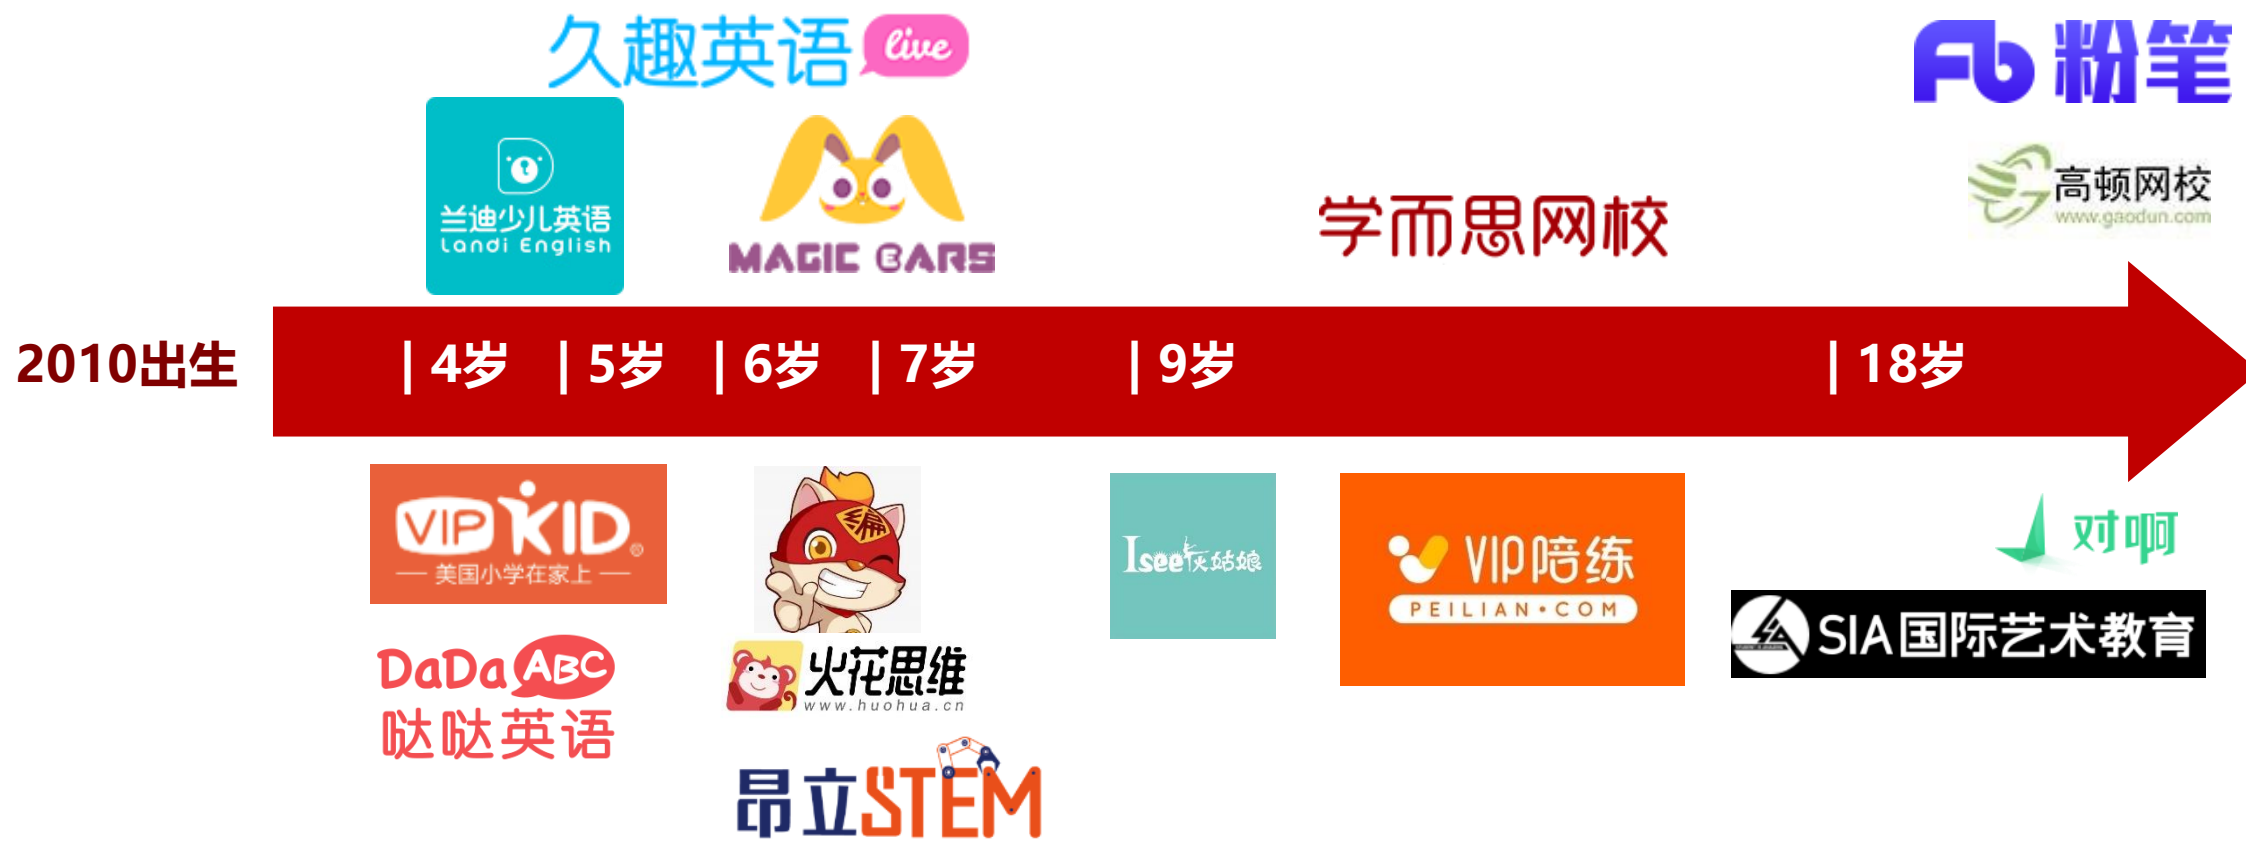 久趣英语 live
兰迪少儿英语
Landi English
MAGIC EARS
学而思网校
粉笔
高顿网校
www.gaodun.com
2010出生
| 4岁 | 5岁 | 6岁 | 7岁 | 9岁 | 18岁
VIPKID®
美国小学在家上
DaDa ABC
哒哒英语
编
火花思维
www.huohua.cn
昂立STEM
Isee灰姑娘
VIP陪练
PEILIAN·COM
对啊
SIA国际艺术教育